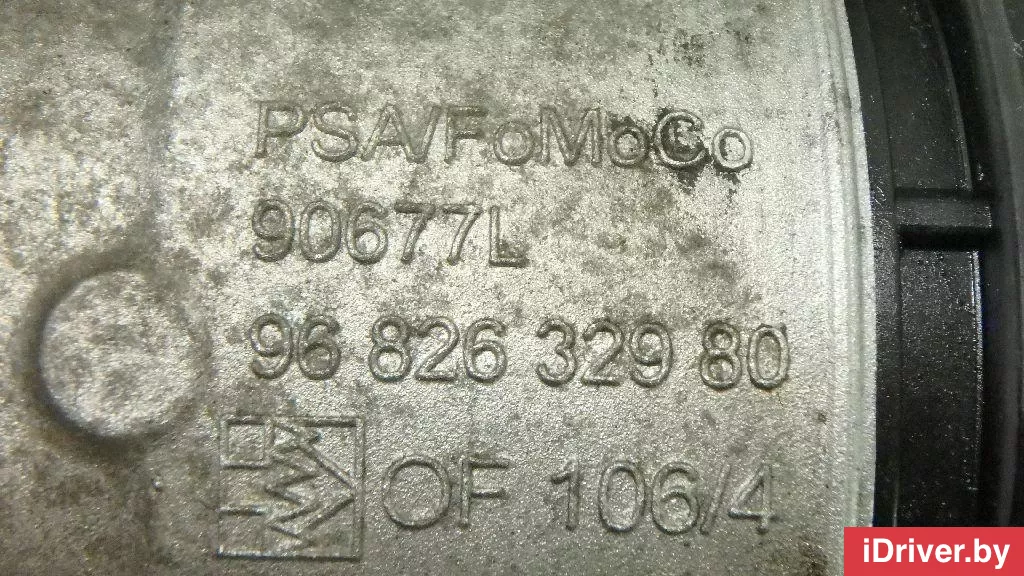 PSA/FoMoCo
90677L
96 826 329 80
OF 106/4
iDriver.by